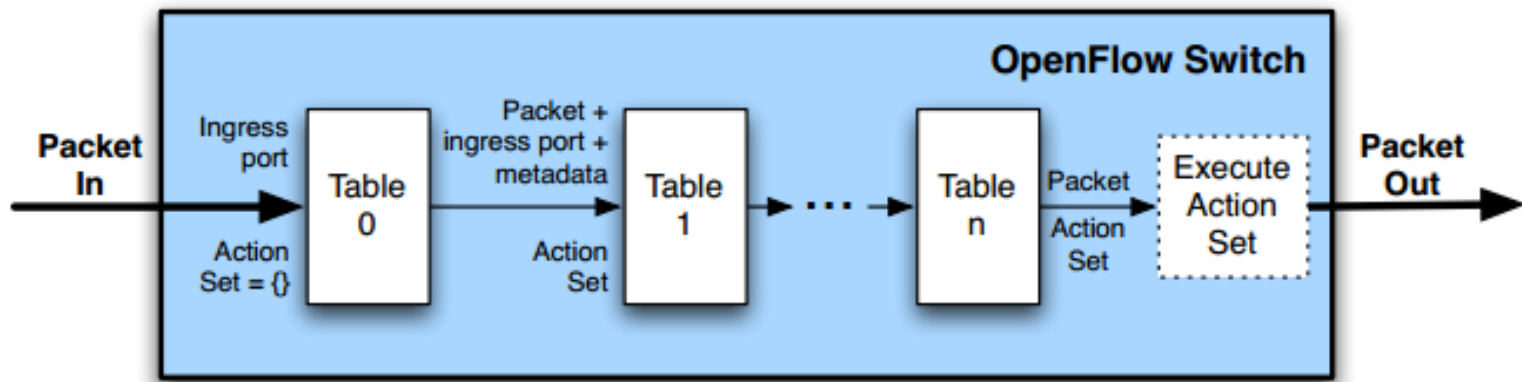 OpenFlow Switch
Packet
In
Ingress
port
Action
Set = {}
Table
0
Packet +
ingress port +
metadata
Action
Set
Table
1
...
Table
n
Packet
Action
Set
Execute
Action
Set
Packet
Out